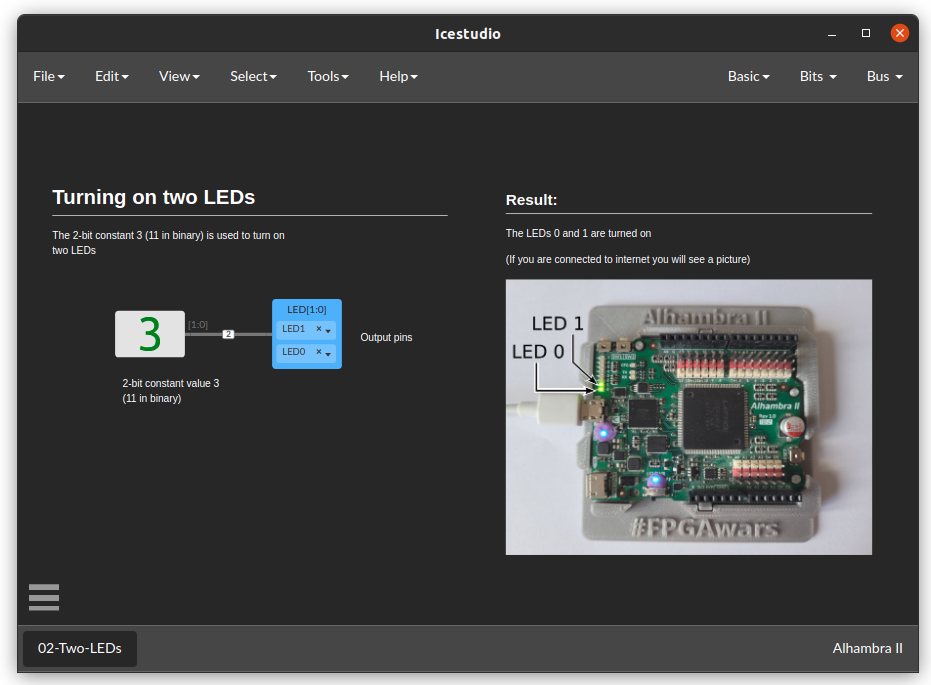 Icestudio
File Edit View Select Tools Help Basic Bits Bus
Turning on two LEDs
The 2-bit constant 3 (11 in binary) is used to turn on
two LEDs
3
[1:0]
2
LED[1:0]
LED1 ×
LED0 ×
Output pins
2-bit constant value 3
(11 in binary)
Result:
The LEDs 0 and 1 are turned on
(If you are connected to internet you will see a picture)
Alhambra II
LED 1
LED 0
Alhambra II
Rev 1.0
#FPGAwars
02-Two-LEDs
Alhambra II